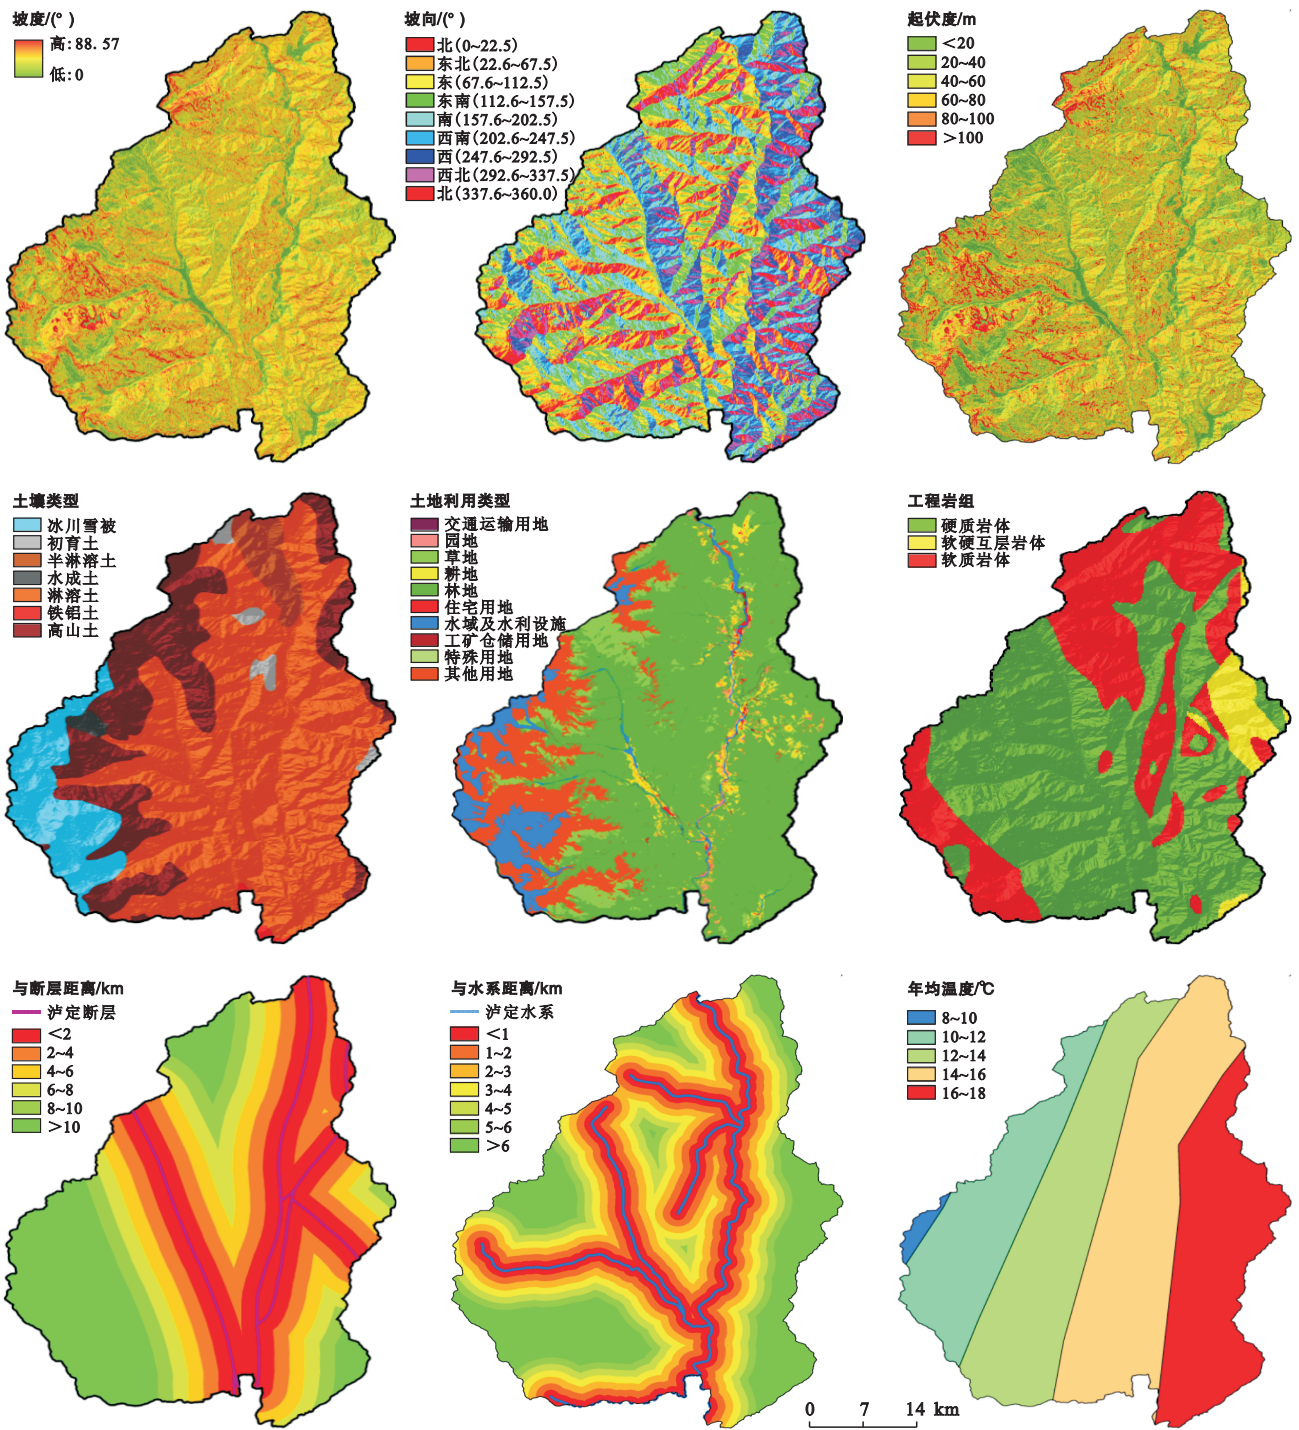 坡度/(°)
高:88.57
低:0
坡向/(°)
北(0~22.5)
东北(22.6~67.5)
东(67.6~112.5)
东南(112.6~157.5)
南(157.6~202.5)
西南(202.6~247.5)
西(247.6~292.5)
西北(292.6~337.5)
北(337.6~360.0)
起伏度/m
<20
20~40
40~60
60~80
80~100
>100
土壤类型
冰川雪被
初育土
半淋溶土
水成土
淋溶土
铁铝土
高山土
土地利用类型
交通运输用地
园地
草地
耕地
林地
住宅用地
水域及水利设施
工矿仓储用地
特殊用地
其他用地
工程岩组
硬质岩体
软硬互层岩体
软质岩体
与断层距离/km
泸定断层
<2
2~4
4~6
6~8
8~10
>10
与水系距离/km
泸定水系
<1
1~2
2~3
3~4
4~5
5~6
>6
年均温度/℃
8~10
10~12
12~14
14~16
16~18
0 7 14 km